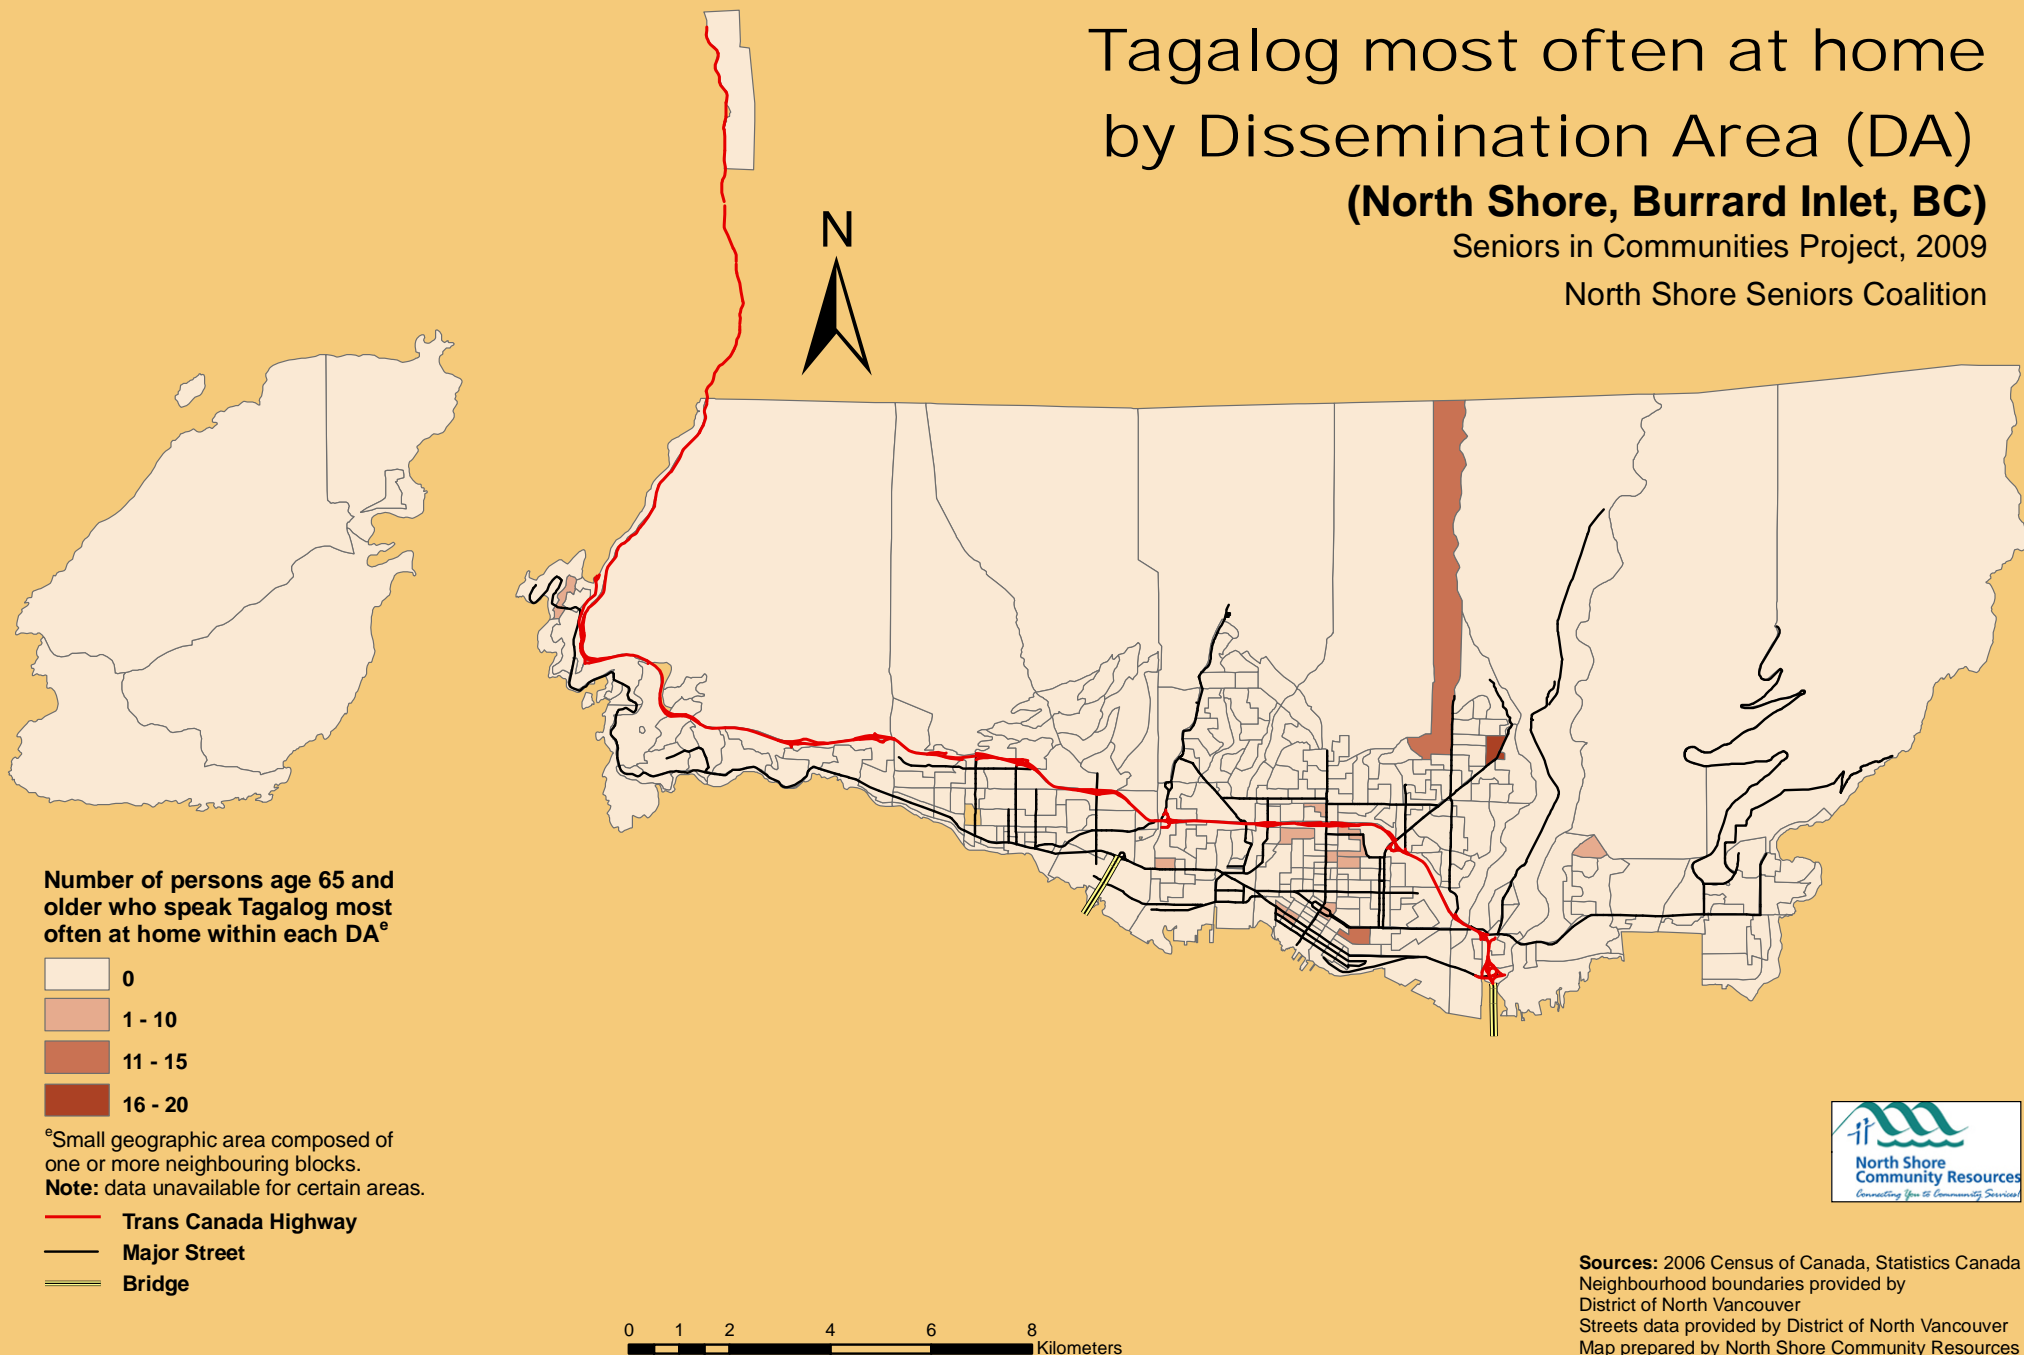 Tagalog most often at home
by Dissemination Area (DA)
(North Shore, Burrard Inlet, BC)
Seniors in Communities Project, 2009
North Shore Seniors Coalition
N
Number of persons age 65 and
older who speak Tagalog most
often at home within each DAᵉ
0
1 - 10
11 - 15
16 - 20
ᵉSmall geographic area composed of
one or more neighbouring blocks.
Note: data unavailable for certain areas.
Trans Canada Highway
Major Street
Bridge
0 1 2 4 6 8
Kilometers
North Shore
Community Resources
Connecting You to Community Services!
Sources: 2006 Census of Canada, Statistics Canada
Neighbourhood boundaries provided by
District of North Vancouver
Streets data provided by District of North Vancouver
Map prepared by North Shore Community Resources